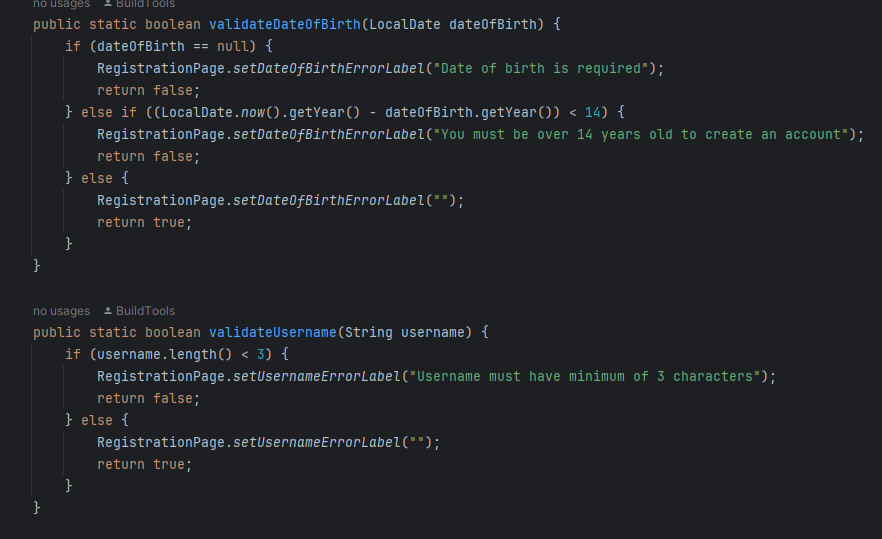 no usages BuildTools
public static boolean validateDateOfBirth(LocalDate dateOfBirth) {
    if (dateOfBirth == null) {
        RegistrationPage.setDateOfBirthErrorLabel("Date of birth is required");
        return false;
    } else if ((LocalDate.now().getYear() - dateOfBirth.getYear()) < 14) {
        RegistrationPage.setDateOfBirthErrorLabel("You must be over 14 years old to create an account");
        return false;
    } else {
        RegistrationPage.setDateOfBirthErrorLabel("");
        return true;
    }
}
no usages BuildTools
public static boolean validateUsername(String username) {
    if (username.length() < 3) {
        RegistrationPage.setUsernameErrorLabel("Username must have minimum of 3 characters");
        return false;
    } else {
        RegistrationPage.setUsernameErrorLabel("");
        return true;
    }
}